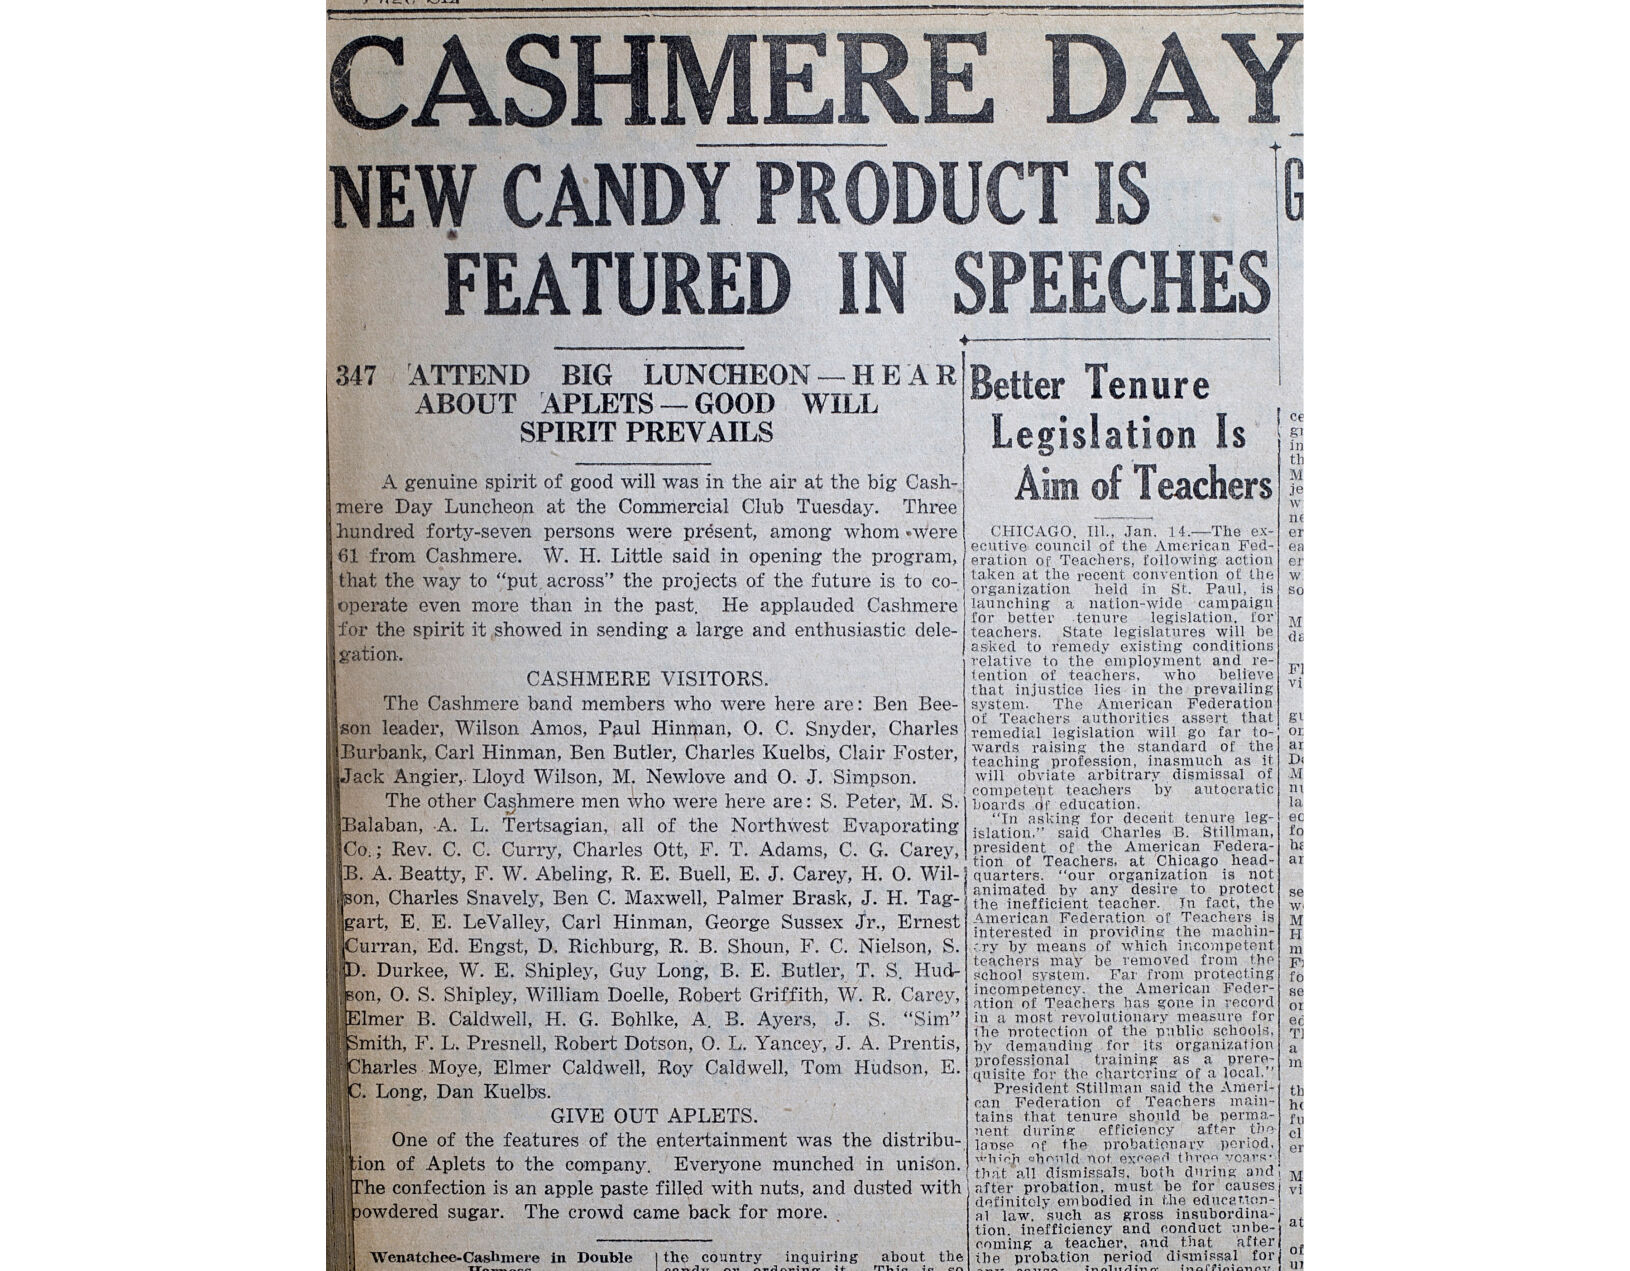 CASHMERE DAY
NEW CANDY PRODUCT IS
FEATURED IN SPEECHES
347 ATTEND BIG LUNCHEON — HEAR
ABOUT APLETS — GOOD WILL
SPIRIT PREVAILS
A genuine spirit of good will was in the air at the big Cash-
mere Day Luncheon at the Commercial Club Tuesday. Three
hundred forty-seven persons were present, among whom were
61 from Cashmere. W. H. Little said in opening the program,
that the way to "put across" the projects of the future is to co-
operate even more than in the past. He applauded Cashmere
for the spirit it showed in sending a large and enthusiastic dele-
gation.
CASHMERE VISITORS.
The Cashmere band members who were here are: Ben Bee-
son leader, Wilson Amos, Paul Hinman, O. C. Snyder, Charles
Burbank, Carl Hinman, Ben Butler, Charles Kuelbs, Clair Foster,
Jack Angier, Lloyd Wilson, M. Newlove and O. J. Simpson.
The other Cashmere men who were here are: S. Peter, M. S.
Balaban, A. L. Tertsagian, all of the Northwest Evaporating
Co.; Rev. C. C. Curry, Charles Ott, F. T. Adams, C. G. Carey,
B. A. Beatty, F. W. Abeling, R. E. Buell, E. J. Carey, H. O. Wil-
son, Charles Snavely, Ben C. Maxwell, Palmer Brask, J. H. Tag-
gart, E. E. LeValley, Carl Hinman, George Sussex Jr., Ernest
Curran, Ed. Engst, D. Richburg, R. B. Shoun, F. C. Nielson, S.
D. Durkee, W. E. Shipley, Guy Long, B. E. Butler, T. S. Hud-
son, O. S. Shipley, William Doelle, Robert Griffith, W. R. Carey,
Elmer B. Caldwell, H. G. Bohlke, A. B. Ayers, J. S. "Sim"
Smith, F. L. Presnell, Robert Dotson, O. L. Yancey, J. A. Prentis,
Charles Moye, Elmer Caldwell, Roy Caldwell, Tom Hudson, E.
C. Long, Dan Kuelbs.
GIVE OUT APLETS.
One of the features of the entertainment was the distribu-
tion of Aplets to the company. Everyone munched in unison.
The confection is an apple paste filled with nuts, and dusted with
powdered sugar. The crowd came back for more.
Wenatchee-Cashmere in Double
the country inquiring about the
Better Tenure
Legislation Is
Aim of Teachers
CHICAGO, Ill., Jan. 14.—The ex-
ecutive council of the American Fed-
eration of Teachers, following action
taken at the recent convention of the
organization held in St. Paul, is
launching a nation-wide campaign
for better tenure legislation, for
teachers. State legislatures will be
asked to remedy existing conditions
relative to the employment and re-
tention of teachers, who believe
that injustice lies in the prevailing
system. The American Federation
of Teachers authorities assert that
remedial legislation will go far to-
wards raising the standard of the
teaching profession, inasmuch as it
will obviate arbitrary dismissal of
competent teachers by autocratic
boards of education.
"In asking for decent tenure leg-
islation," said Charles B. Stillman,
president of the American Federa-
tion of Teachers, at Chicago head-
quarters, "our organization is not
animated by any desire to protect
the inefficient teacher. In fact, the
American Federation of Teachers is
interested in providing the machin-
ery by means of which incompetent
teachers may be removed from the
school system. Far from protecting
incompetency, the American Feder-
ation of Teachers has gone in record
in a most revolutionary measure for
the protection of the public schools,
by demanding for its organization
professional training as a prere-
quisite for the chartering of a local."
President Stillman said the Ameri-
can Federation of Teachers main-
tains that tenure should be perma-
nent during efficiency after the
lapse of the probationary period,
which should not exceed three years;
that all dismissals, both during and
after probation, must be for causes
definitely embodied in the education-
al law, such as gross insubordina-
tion, inefficiency and conduct unbe-
coming a teacher, and that after
the probation period dismissal for